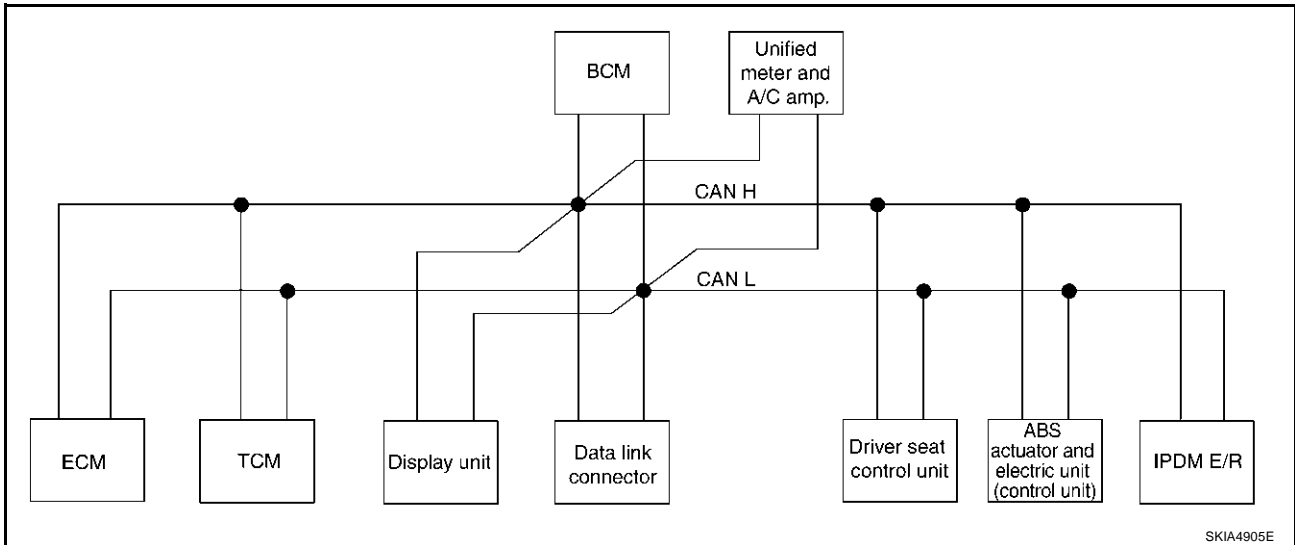 BCM
Unified
meter and
A/C amp.
CAN H
CAN L
ECM
TCM
Display unit
Data link
connector
Driver seat
control unit
ABS
actuator and
electric unit
(control unit)
IPDM E/R
SKIA4905E